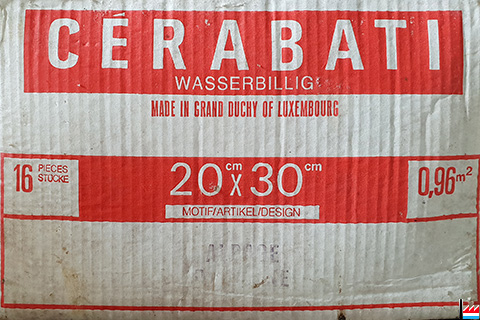 CÉRABATI
WASSERBILLIG
MADE IN GRAND DUCHY OF LUXEMBOURG
16 PIECES
STÜCKE
20 cm x 30 cm
0,96 m²
MOTIF/ARTIKEL/DESIGN